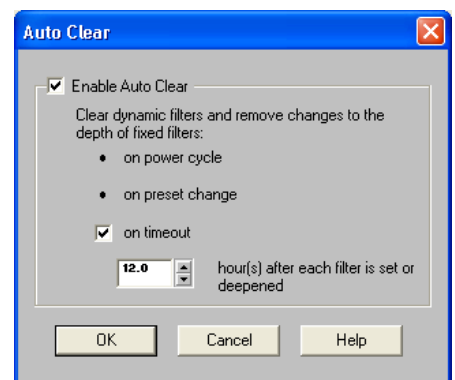 Auto Clear
Enable Auto Clear
Clear dynamic filters and remove changes to the
depth of fixed filters:
• on power cycle
• on preset change
on timeout
12.0 hour(s) after each filter is set or
deepened
OK Cancel Help